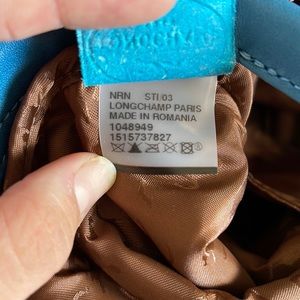 NRN STI 03
LONGCHAMP PARIS
MADE IN ROMANIA
1048949
1515737827